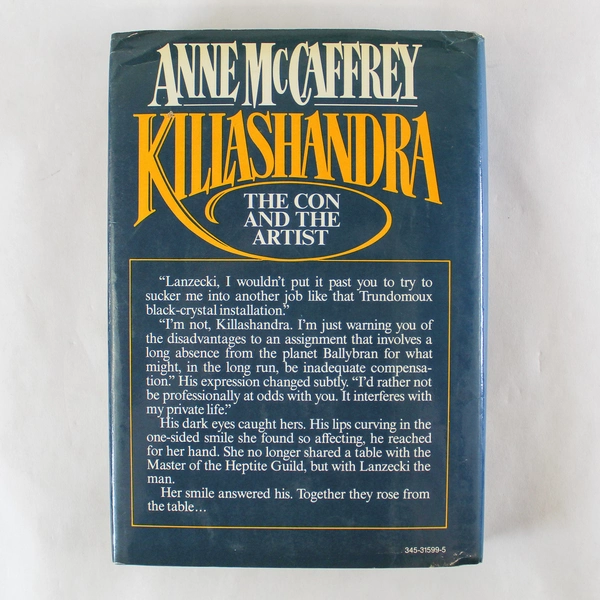 ANNE McCAFFREY
KILLASHANDRA
THE CON
AND THE
ARTIST
“Lanzecki, I wouldn’t put it past you to try to
sucker me into another job like that Trundomoux
black-crystal installation.”
“I’m not, Killashandra. I’m just warning you of
the disadvantages to an assignment that involves a
long absence from the planet Ballybran for what
might, in the long run, be inadequate compensa-
tion.” His expression changed subtly. “I’d rather not
be professionally at odds with you. It interferes with
my private life.”
His dark eyes caught hers. His lips curving in the
one-sided smile she found so affecting, he reached
for her hand. She no longer shared a table with the
Master of the Heptite Guild, but with Lanzecki the
man.
Her smile answered his. Together they rose from
the table…
345-31599-5